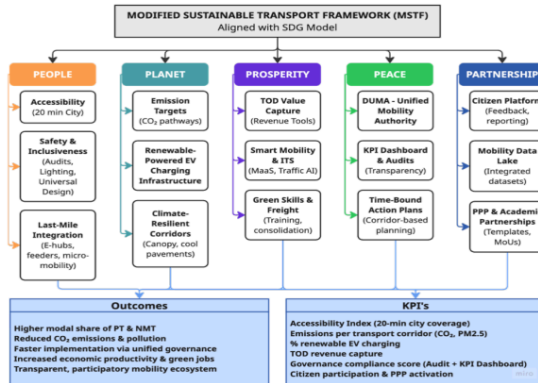 MODIFIED SUSTAINABLE TRANSPORT FRAMEWORK (MSTF)
Aligned with SDG Model
PEOPLE
Accessibility
(20 min City)
Safety &
Inclusiveness
(Audits,
Lighting,
Universal
Design)
Last-Mile
Integration
(E-hubs,
feeders, micro-
mobility)
PLANET
Emission
Targets
(CO₂ pathways)
Renewable-
Powered EV
Charging
Infrastructure
Climate-
Resilient
Corridors
(Canopy, cool
pavements)
PROSPERITY
TOD Value
Capture
(Revenue Tools)
Smart Mobility
& ITS
(MaaS, Traffic AI)
Green Skills &
Freight
(Training,
consolidation)
PEACE
DUMA - Unified
Mobility
Authority
KPI Dashboard
& Audits
(Transparency)
Time-Bound
Action Plans
(Corridor-based
planning)
PARTNERSHIP
Citizen Platform
(Feedback,
reporting)
Mobility Data
Lake
(Integrated
datasets)
PPP & Academi
Partnerships
(Templates,
MoUs)
Outcomes
Higher modal share of PT & NMT
Reduced CO₂ emissions & pollution
Faster implementation via unified governance
Increased economic productivity & green jobs
Transparent, participatory mobility ecosystem
KPI's
Accessibility Index (20-min city coverage)
Emissions per transport corridor (CO₂, PM2.5)
% renewable EV charging
TOD revenue capture
Governance compliance score (Audit + KPI Dashboard)
Citizen participation & PPP activation